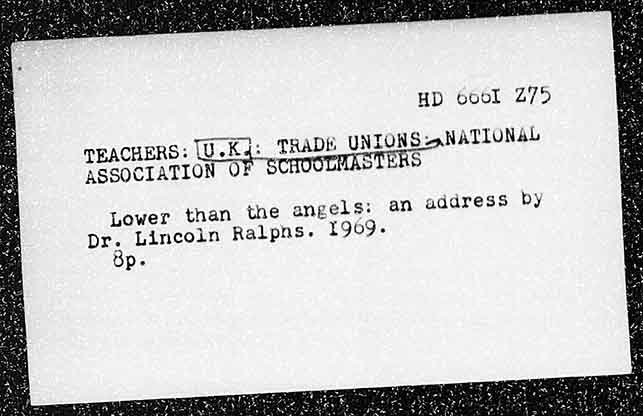 HD 6661 Z75
TEACHERS: U.K.: TRADE UNIONS: NATIONAL
ASSOCIATION OF SCHOOLMASTERS
Lower than the angels: an address by
Dr. Lincoln Ralphs. 1969.
8p.